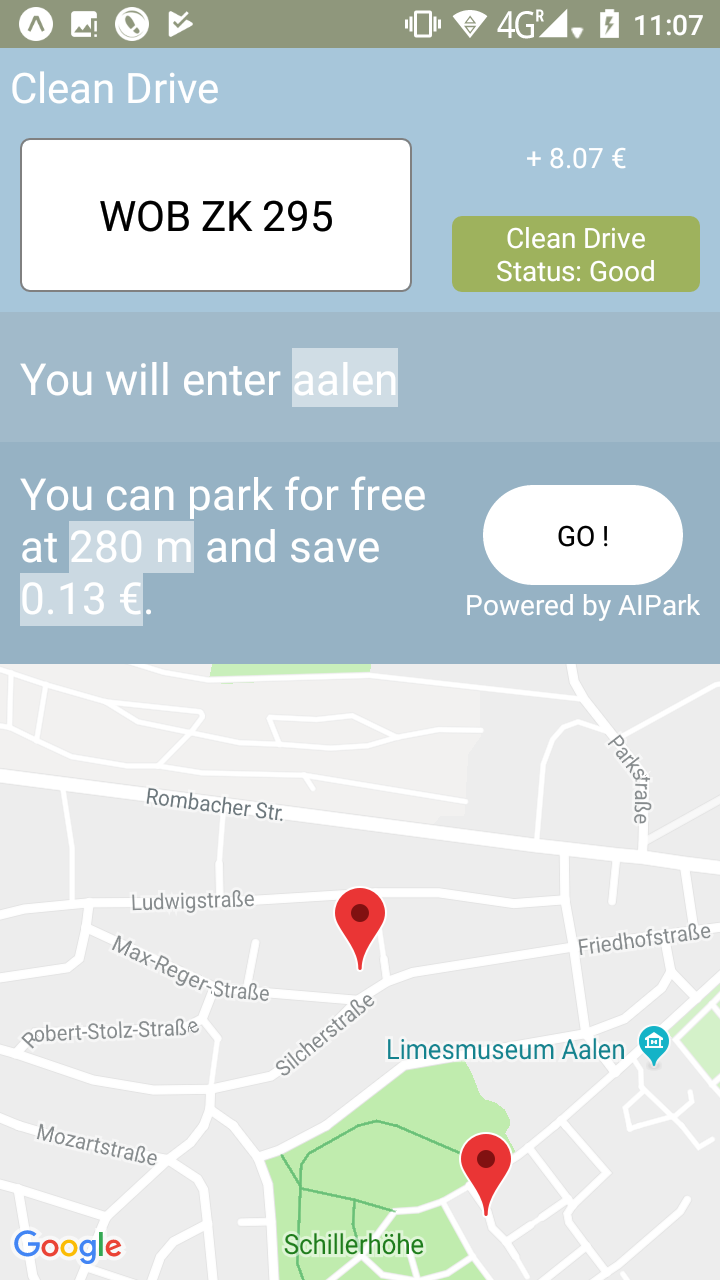 4G R 11:07
Clean Drive
WOB ZK 295
+ 8.07 €
Clean Drive
Status: Good
You will enter aalen
You can park for free
at 280 m and save
0.13 €.
GO !
Powered by AIPark
Parkstraße
Rombacher Str.
Ludwigstraße
Friedhofstraße
Max-Reger-Straße
Robert-Stolz-Straße
Silcherstraße
Limesmuseum Aalen
Mozartstraße
Schillerhöhe
Google